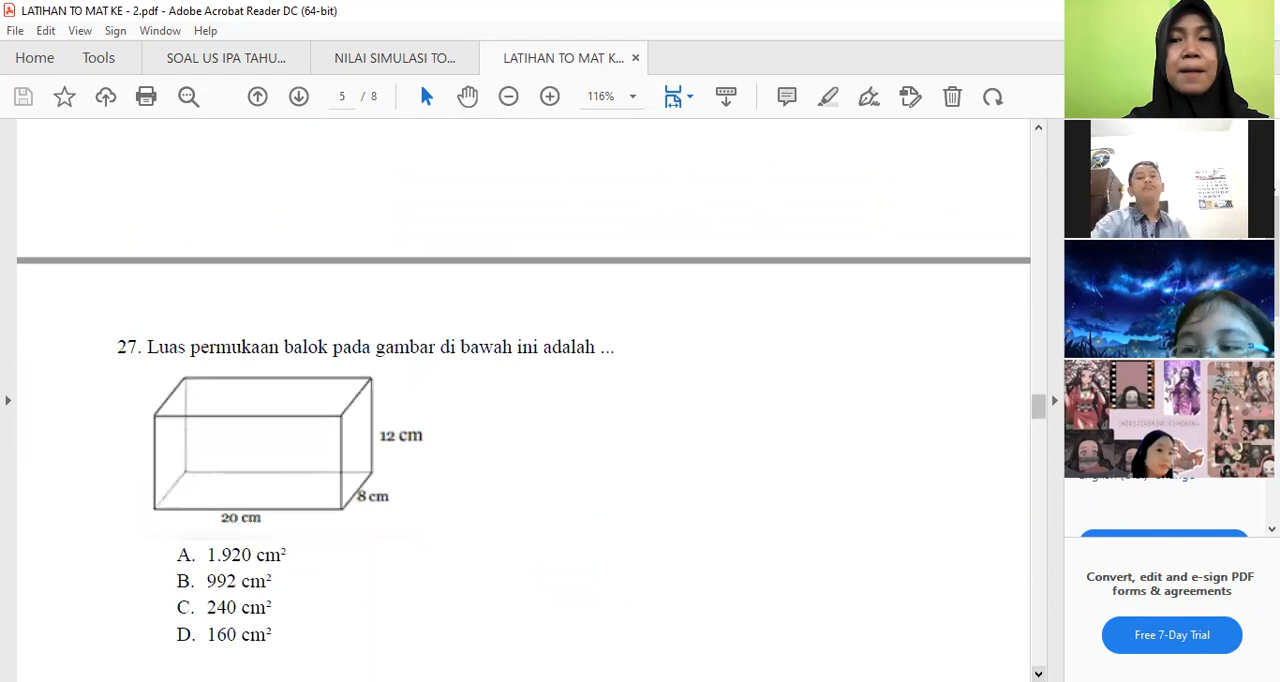 LATIHAN TO MAT KE - 2.pdf - Adobe Acrobat Reader DC (64-bit)
File Edit View Sign Window Help
Home Tools SOAL US IPA TAHU... NILAI SIMULASI TO... LATIHAN TO MAT K... ×
5 / 8 116%
27. Luas permukaan balok pada gambar di bawah ini adalah ...
12 cm
8 cm
20 cm
A. 1.920 cm²
B. 992 cm²
C. 240 cm²
D. 160 cm²
Convert, edit and e-sign PDF
forms & agreements
Free 7-Day Trial